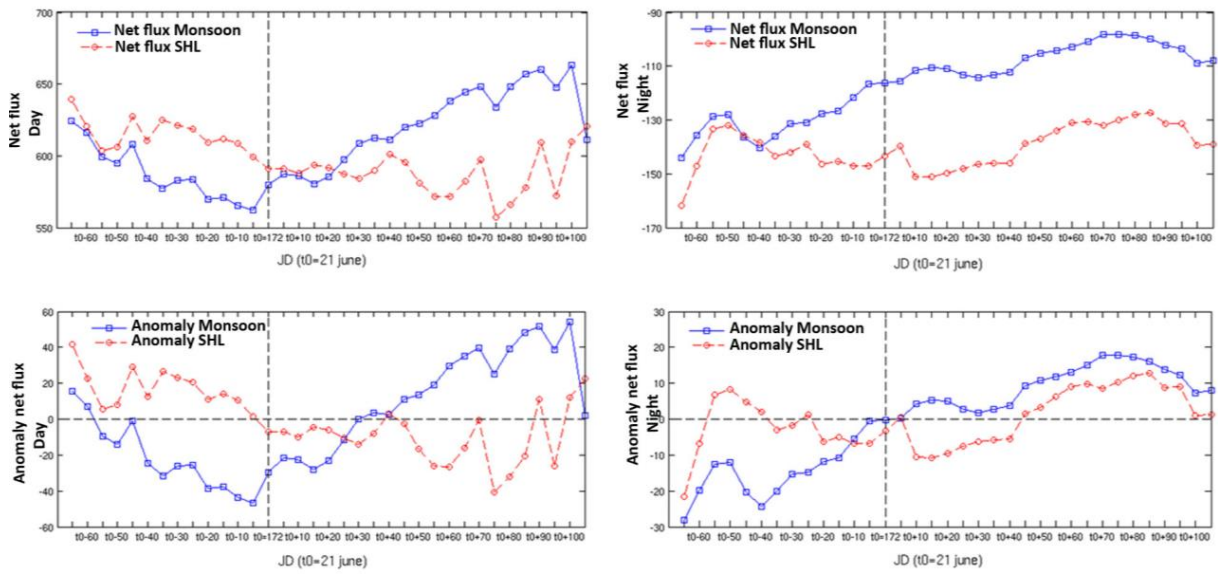 700
650
600
550
Net flux
Day
Net flux Monsoon
Net flux SHL
t0-60 t0-50 t0-40 t0-30 t0-20 t0-10 t0=172 t0+10 t0+20 t0+30 t0+40 t0+50 t0+60 t0+70 t0+80 t0+90 t0+100
JD (t0=21 june)
-90
-110
-130
-150
-170
Net flux
Night
Net flux Monsoon
Net flux SHL
t0-60 t0-50 t0-40 t0-30 t0-20 t0-10 t0=172 t0+10 t0+20 t0+30 t0+40 t0+50 t0+60 t0+70 t0+80 t0+90 t0+100
JD (t0=21 june)
60
40
20
0
-20
-40
-60
Anomaly net flux
Day
Anomaly Monsoon
Anomaly SHL
t0-60 t0-50 t0-40 t0-30 t0-20 t0-10 t0=172 t0+10 t0+20 t0+30 t0+40 t0+50 t0+60 t0+70 t0+80 t0+90 t0+100
JD (t0=21 june)
30
20
10
0
-10
-20
-30
Anomaly net flux
Night
Anomaly Monsoon
Anomaly SHL
t0-60 t0-50 t0-40 t0-30 t0-20 t0-10 t0=172 t0+10 t0+20 t0+30 t0+40 t0+50 t0+60 t0+70 t0+80 t0+90 t0+100
JD (t0=21 june)